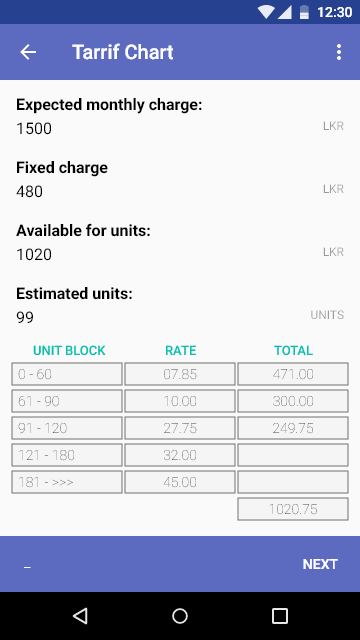 12:30
Tarrif Chart
Expected monthly charge:
1500 LKR
Fixed charge
480 LKR
Available for units:
1020 LKR
Estimated units:
99 UNITS
UNIT BLOCK RATE TOTAL
0 - 60 07.85 471.00
61 - 90 10.00 300.00
91 - 120 27.75 249.75
121 - 180 32.00
181 - >>> 45.00
1020.75
_ NEXT